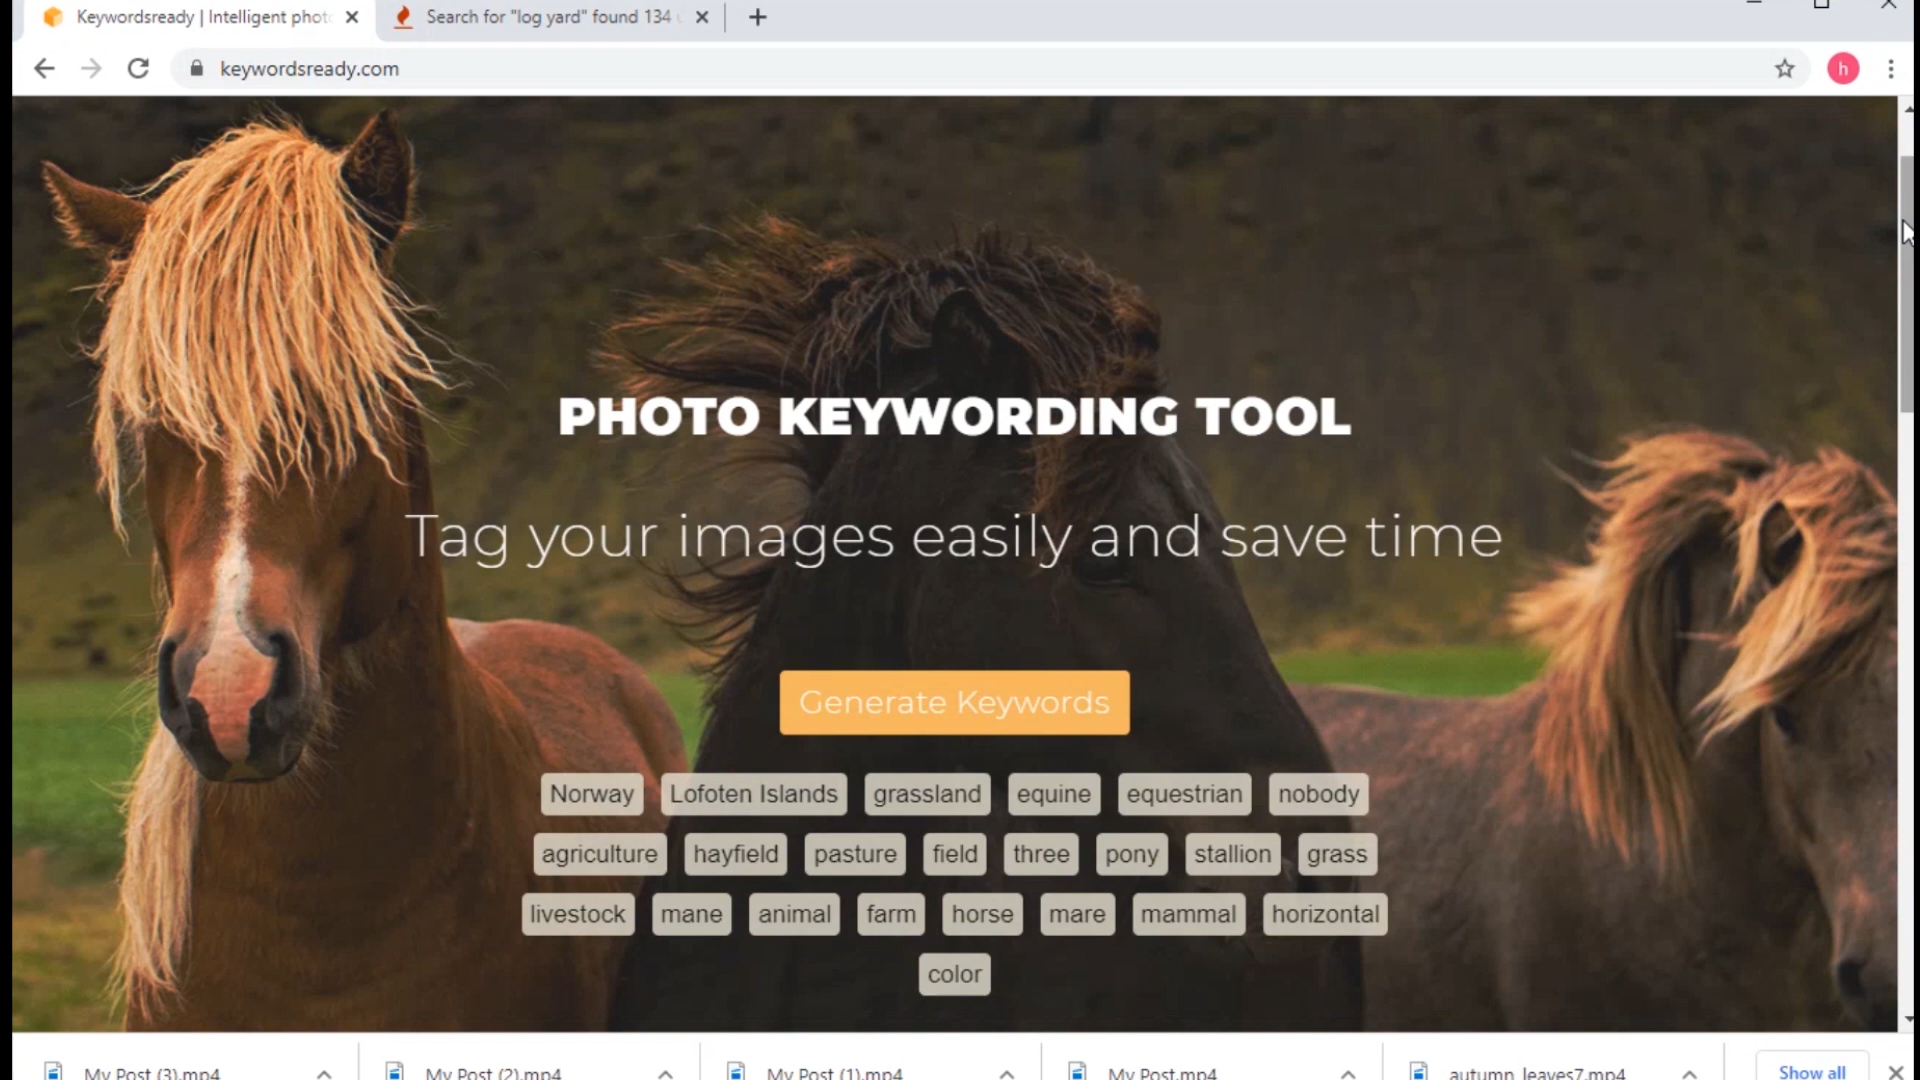 Keywordsready | Intelligent phot
Search for "log yard" found 134
keywordsready.com
h
PHOTO KEYWORDING TOOL
Tag your images easily and save time
Generate Keywords
Norway Lofoten Islands grassland equine equestrian nobody
agriculture hayfield pasture field three pony stallion grass
livestock mane animal farm horse mare mammal horizontal
color
My Post (3).mp4 My Post (2).mp4 My Post (1).mp4 My Post.mp4 autumn_leaves7.mp4 Show all